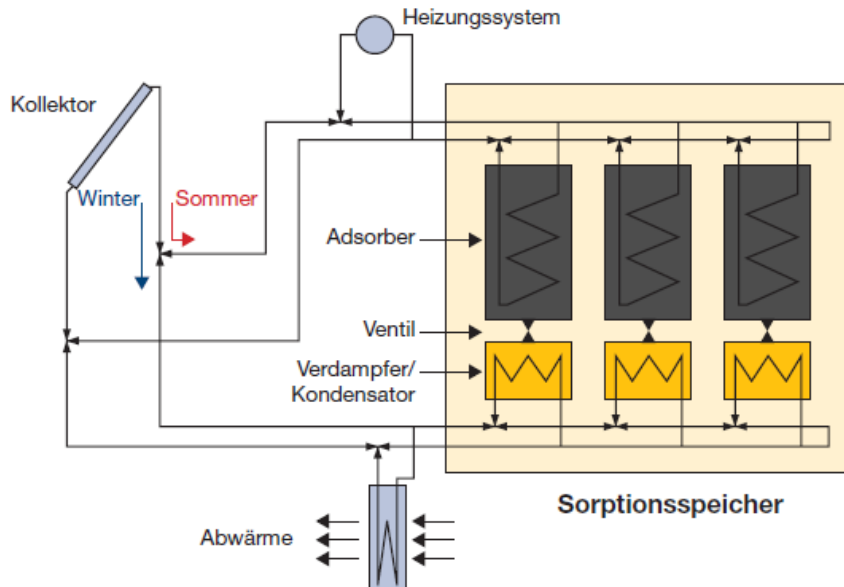 Heizungssystem
Kollektor
Winter
Sommer
Adsorber
Ventil
Verdampfer/
Kondensator
Sorptionsspeicher
Abwärme